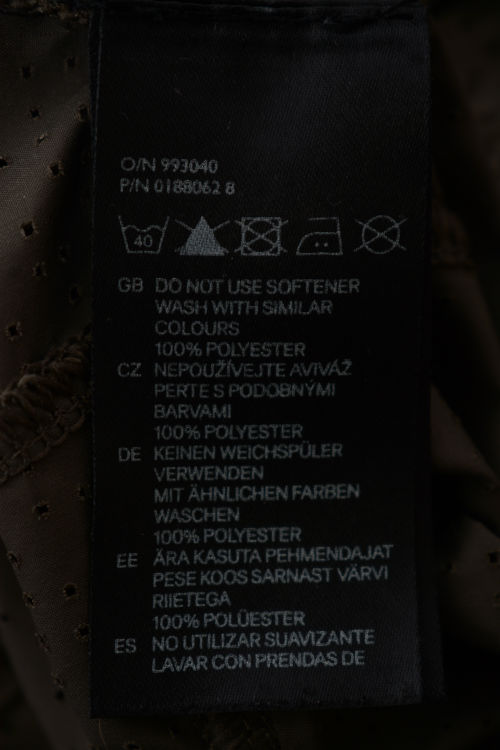 O/N 993040
P/N 0188062 8
40
GB DO NOT USE SOFTENER
WASH WITH SIMILAR
COLOURS
100% POLYESTER
CZ NEPOUŽÍVEJTE AVIVÁŽ
PERTE S PODOBNÝMI
BARVAMI
100% POLYESTER
DE KEINEN WEICHSPÜLER
VERWENDEN
MIT ÄHNLICHEN FARBEN
WASCHEN
100% POLYESTER
EE ÄRA KASUTA PEHMENDAJAT
PESE KOOS SARNAST VÄRVI
RIIETEGA
100% POLÜESTER
ES NO UTILIZAR SUAVIZANTE
LAVAR CON PRENDAS DE